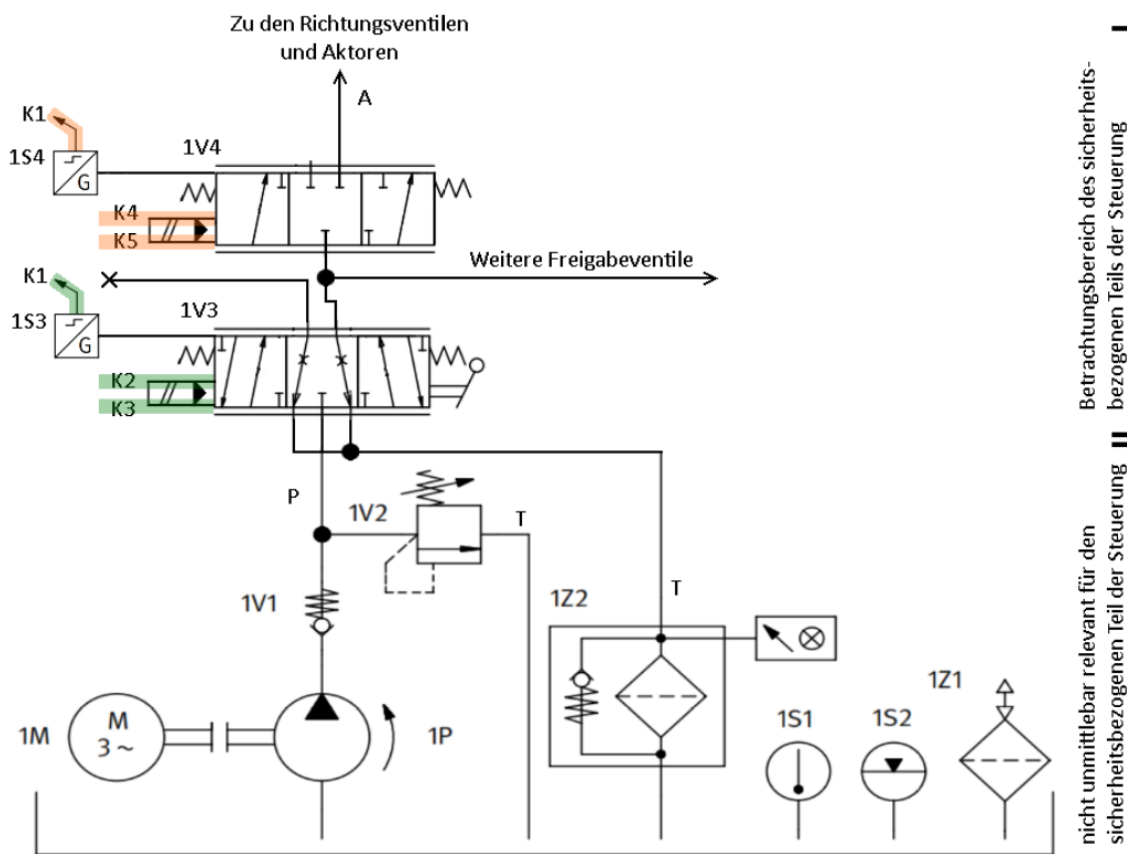 Zu den Richtungsventilen
und Aktoren
A
K1
1S4
G
1V4
K4
K5
Weitere Freigabeventile
K1
1S3
G
1V3
K2
K3
P
1V2
T
1V1
1Z2
T
1M
M
3 ~
1P
1S1
1S2
1Z1
Betrachtungsbereich des sicherheits-
bezogenen Teils der Steuerung
nicht unmittlebar relevant für den
sicherheitsbezogenen Teil der Steuerung